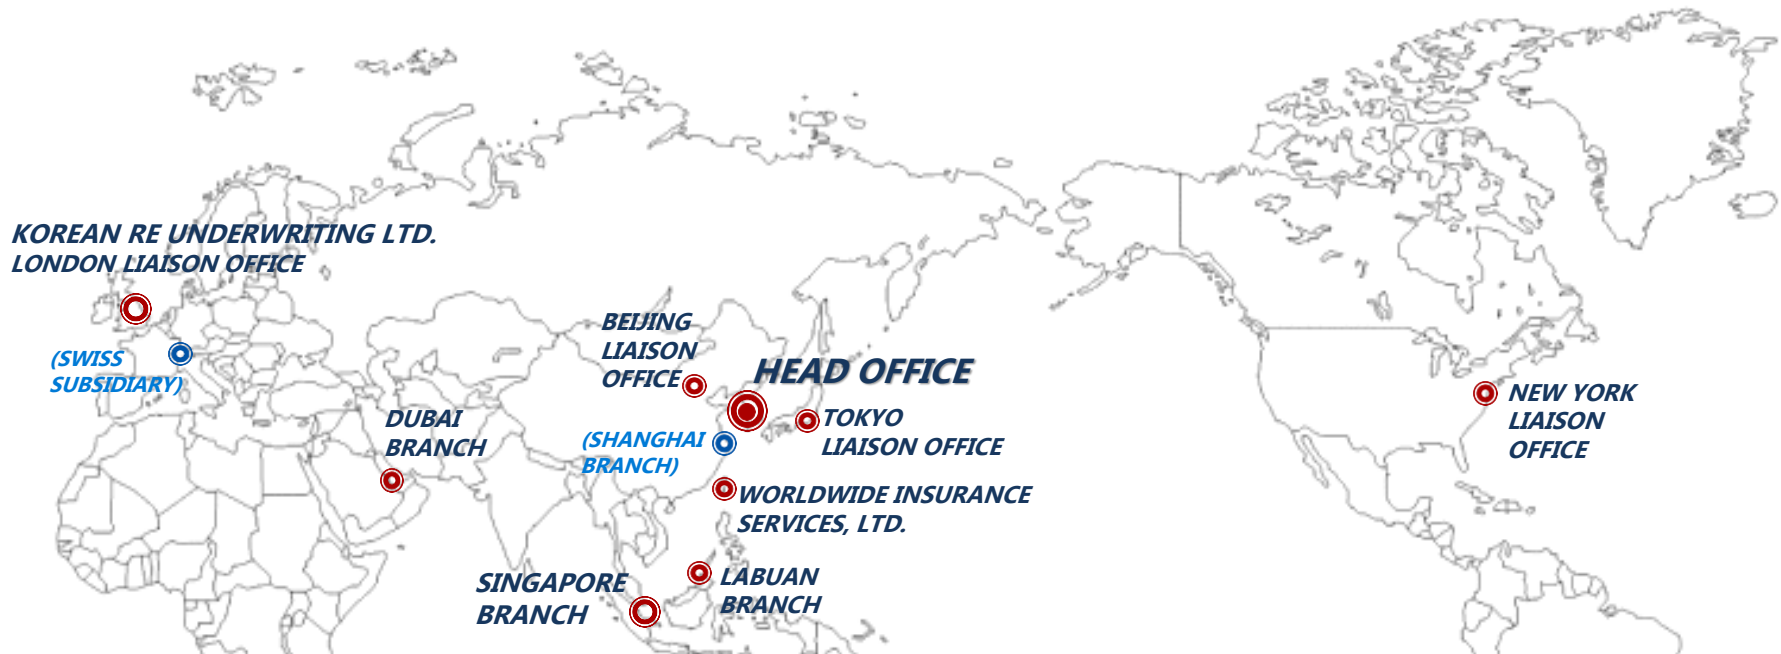 KOREAN RE UNDERWRITING LTD.
LONDON LIAISON OFFICE
(SWISS
SUBSIDIARY)
DUBAI
BRANCH
BEIJING
LIAISON
OFFICE
HEAD OFFICE
TOKYO
LIAISON OFFICE
(SHANGHAI
BRANCH)
WORLDWIDE INSURANCE
SERVICES, LTD.
SINGAPORE
BRANCH
LABUAN
BRANCH
NEW YORK
LIAISON
OFFICE